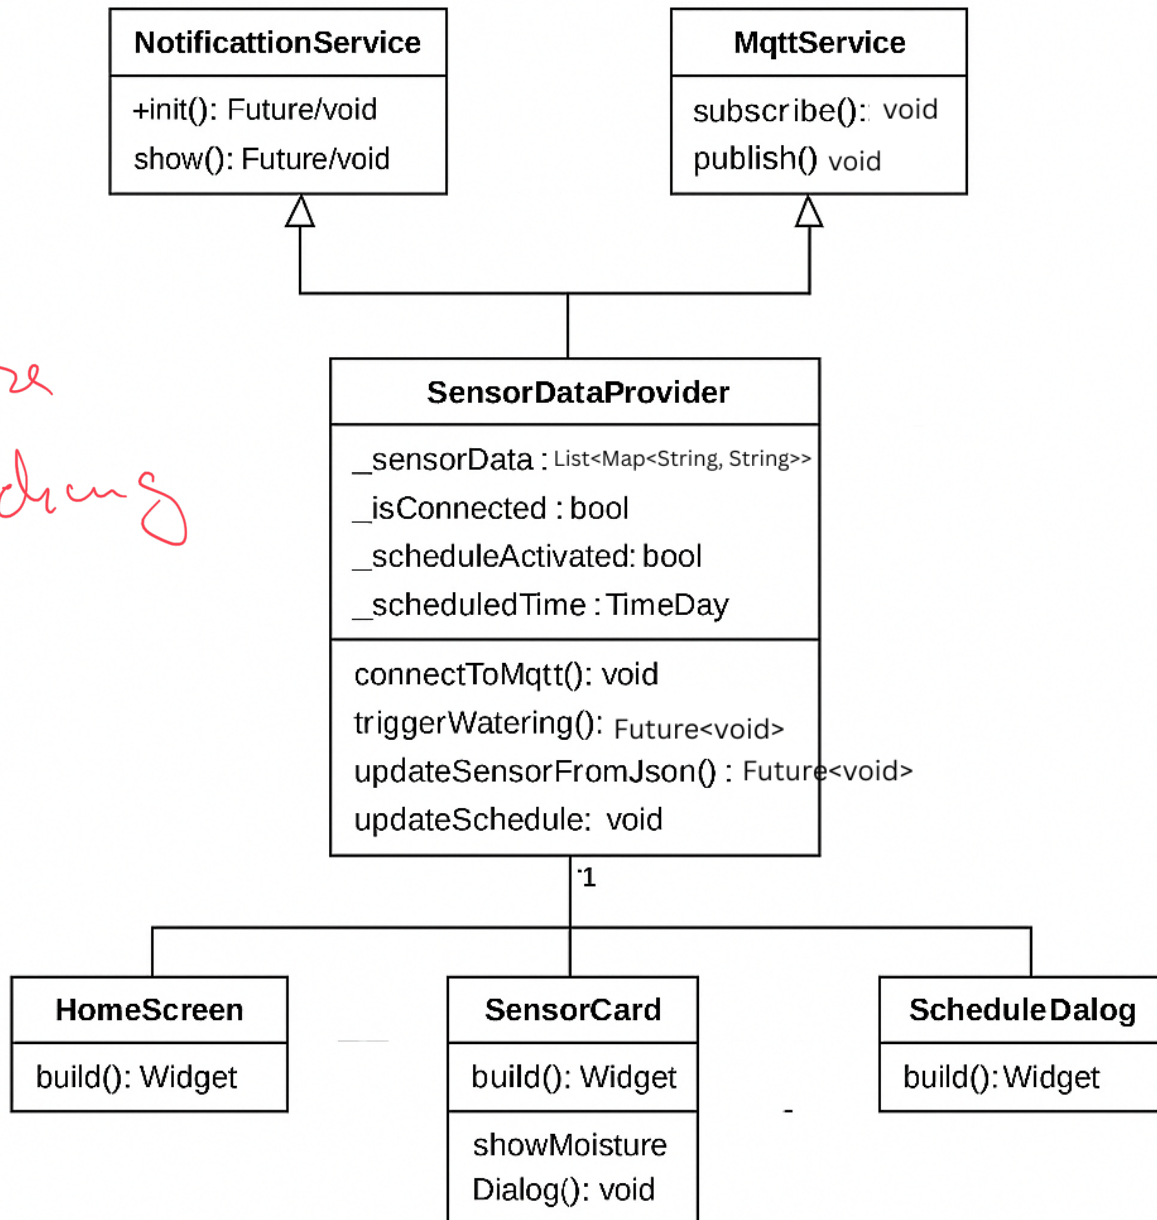 NotificattionService
+init(): Future/void
show(): Future/void
MqttService
subscribe(): void
publish() void
SensorDataProvider
_sensorData : List<Map<String, String>>
_isConnected : bool
_scheduleActivated: bool
_scheduledTime : TimeDay
connectToMqtt(): void
triggerWatering(): Future<void>
updateSensorFromJson() : Future<void>
updateSchedule: void
1
HomeScreen
build(): Widget
SensorCard
build(): Widget
showMoisture
Dialog(): void
ScheduleDalog
build(): Widget